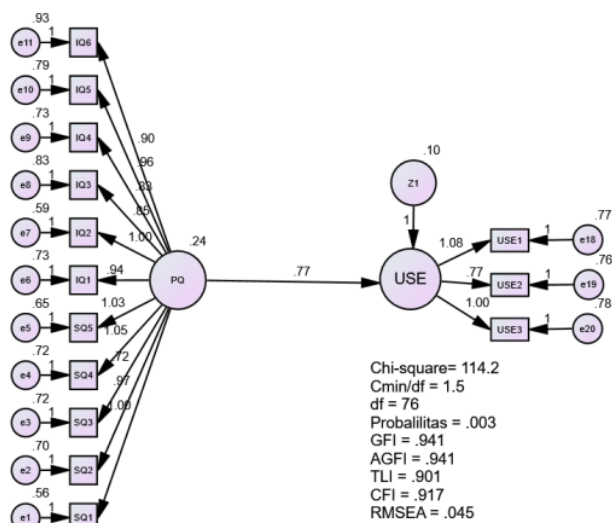 .93
e11 1 IQ6
.79
e10 1 IQ5
.73
e9 1 IQ4
.83
e8 1 IQ3
.59
e7 1 IQ2
.73
e6 1 IQ1
.65
e5 1 SQ5
.72
e4 1 SQ4
.72
e3 1 SQ3
.70
e2 1 SQ2
.56
e1 1 SQ1
.90
.96
.83
.85
1.00
.94
1.03
1.05
.72
.97
1.00
.24
PQ
.77
.10
Z1
1
USE
1.08
.77
1.00
.77
USE1 1 e18
.76
USE2 1 e19
.78
USE3 1 e20
Chi-square= 114.2
Cmin/df = 1.5
df = 76
Probalilitas = .003
GFI = .941
AGFI = .941
TLI = .901
CFI = .917
RMSEA = .045